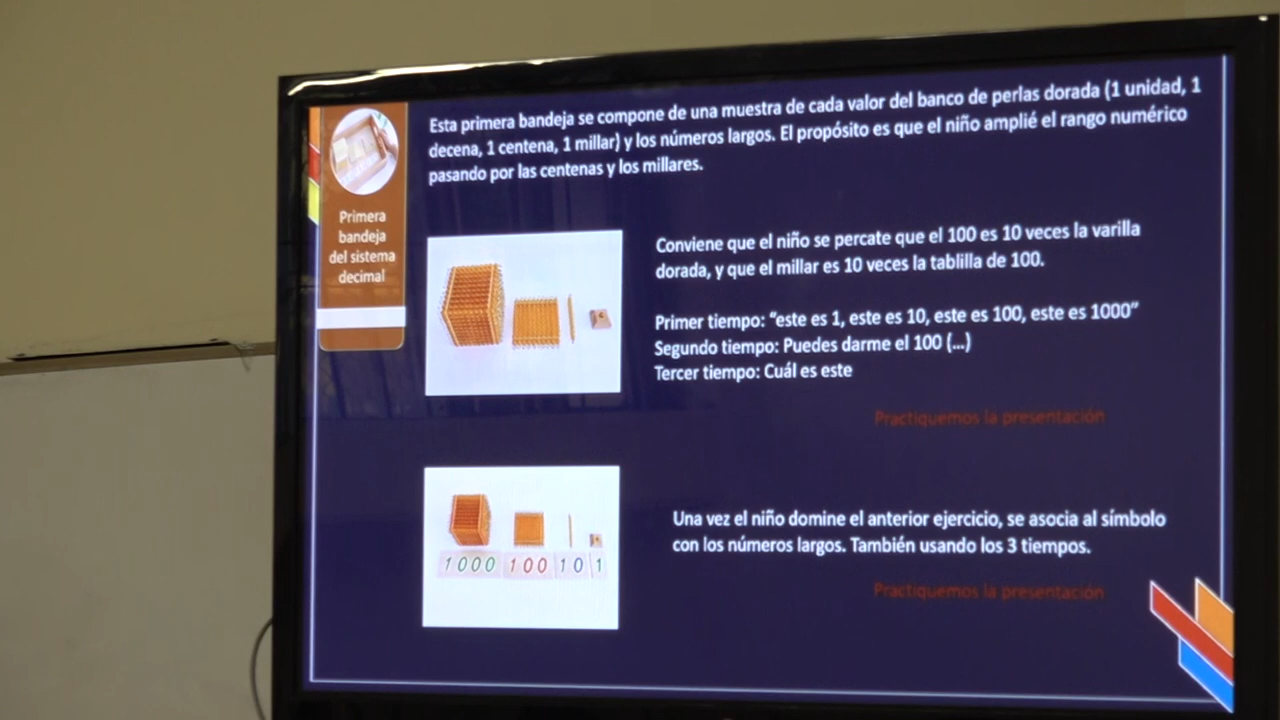 Esta primera bandeja se compone de una muestra de cada valor del banco de perlas dorada (1 unidad, 1
decena, 1 centena, 1 millar) y los números largos. El propósito es que el niño amplié el rango numérico
pasando por las centenas y los millares.
Primera
bandeja
del sistema
decimal
Conviene que el niño se percate que el 100 es 10 veces la varilla
dorada, y que el millar es 10 veces la tablilla de 100.
Primer tiempo: “este es 1, este es 10, este es 100, este es 1000”
Segundo tiempo: Puedes darme el 100 (...)
Tercer tiempo: Cuál es este
Practiquemos la presentación
1000 100 10 1
Una vez el niño domine el anterior ejercicio, se asocia al símbolo
con los números largos. También usando los 3 tiempos.
Practiquemos la presentación